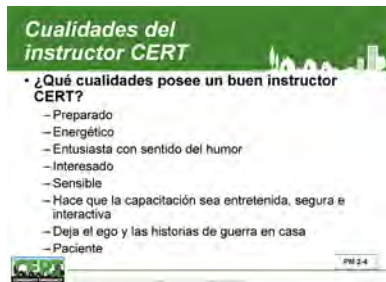 Cualidades del
instructor CERT
• ¿Qué cualidades posee un buen instructor
CERT?
– Preparado
– Energético
– Entusiasta con sentido del humor
– Interesado
– Sensible
– Hace que la capacitación sea entretenida, segura e
interactiva
– Deja el ego y las historias de guerra en casa
– Paciente
CERT
PM 2-4